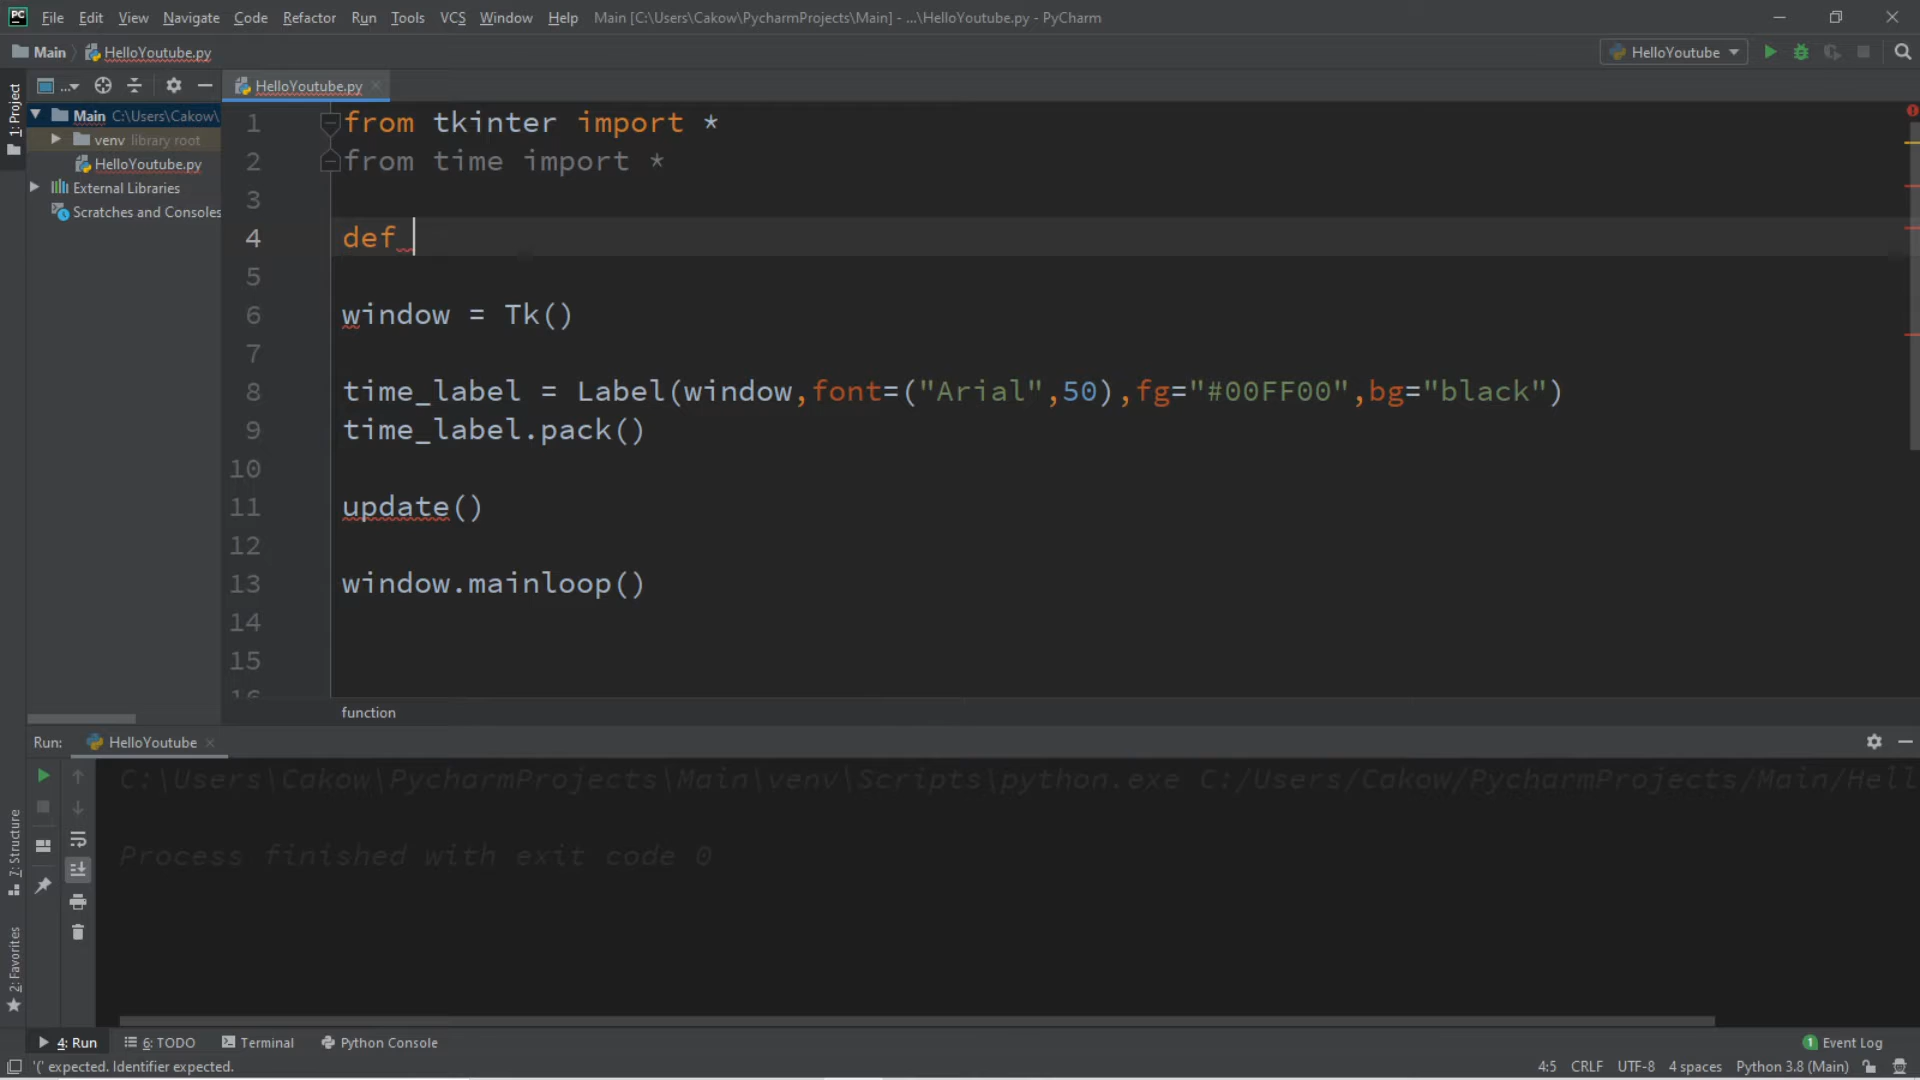 PC File Edit View Navigate Code Refactor Run Tools VCS Window Help Main [C:\Users\Cakow\PycharmProjects\Main] - ...\HelloYoutube.py - PyCharm
Main HelloYoutube.py HelloYoutube
... HelloYoutube.py
1: Project
Main C:\Users\Cakow\
venv library root
HelloYoutube.py
External Libraries
Scratches and Consoles
1 from tkinter import *
2 from time import *
3
4 def
5
6 window = Tk()
7
8 time_label = Label(window,font=("Arial",50),fg="#00FF00",bg="black")
9 time_label.pack()
10
11 update()
12
13 window.mainloop()
14
15
16
function
Run: HelloYoutube
C:\Users\Cakow\PycharmProjects\Main\venv\Scripts\python.exe C:/Users/Cakow/PycharmProjects/Main/Hell
Process finished with exit code 0
7: Structure
2: Favorites
4: Run 6: TODO Terminal Python Console 1 Event Log
'(' expected. Identifier expected. 4:5 CRLF UTF-8 4 spaces Python 3.8 (Main)